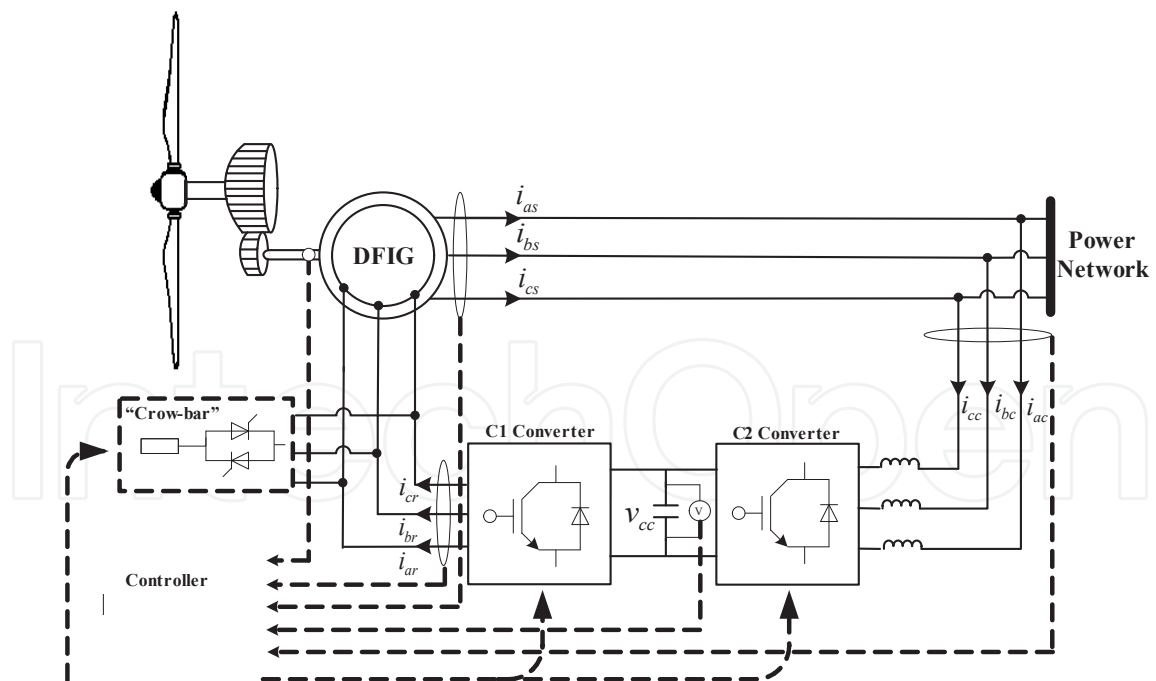 i_as
i_bs
i_cs
DFIG
Power
Network
IntechOpen
"Crow-bar"
C1 Converter
C2 Converter
i_cc
i_bc
i_ac
i_cr
i_br
i_ar
v_cc
V
Controller